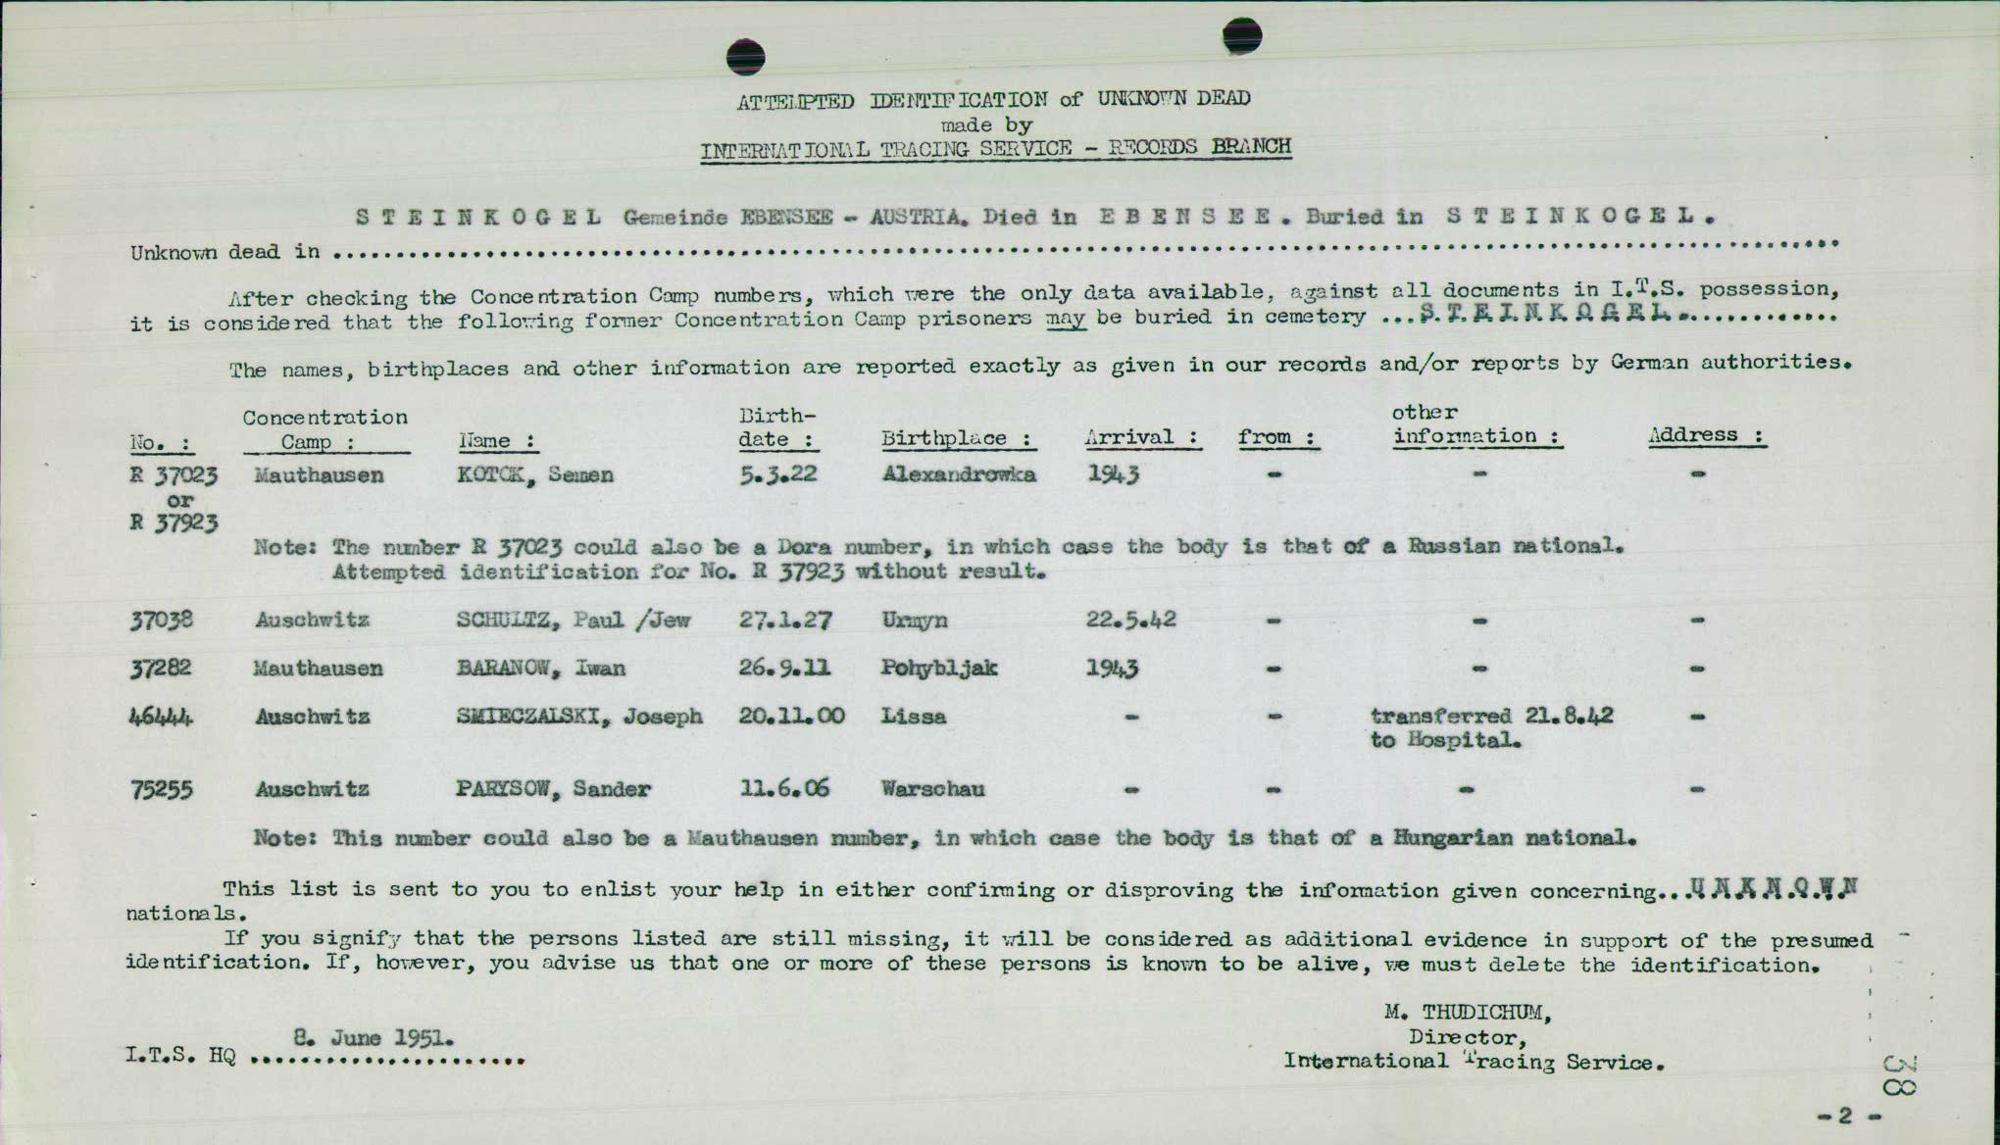 ATTEMPTED IDENTIFICATION of UNKNOWN DEAD
made by
INTERNATIONAL TRACING SERVICE - RECORDS BRANCH
S T E I N K O G E L Gemeinde EBENSEE - AUSTRIA. Died in E B E N S E E . Buried in S T E I N K O G E L .
Unknown dead in ....................................................................................................
After checking the Concentration Camp numbers, which were the only data available, against all documents in I.T.S. possession,
it is considered that the following former Concentration Camp prisoners may be buried in cemetery ...S.T.E.I.N.K.O.G.E.L.............
The names, birthplaces and other information are reported exactly as given in our records and/or reports by German authorities.
No. : Concentration Camp : Name : Birth-date : Birthplace : Arrival : from : other information : Address :
R 37023 Mauthausen KOTCK, Semen 5.3.22 Alexandrowka 1943 - - -
or
R 37923
Note: The number R 37023 could also be a Dora number, in which case the body is that of a Russian national.
Attempted identification for No. R 37923 without result.
37038 Auschwitz SCHULTZ, Paul /Jew 27.1.27 Urmyn 22.5.42 - - -
37282 Mauthausen BARANOW, Iwan 26.9.11 Pohybljak 1943 - - -
46444 Auschwitz SMIECZALSKI, Joseph 20.11.00 Lissa - - transferred 21.8.42 -
to Hospital.
75255 Auschwitz PARYSOW, Sander 11.6.06 Warschau - - - -
Note: This number could also be a Mauthausen number, in which case the body is that of a Hungarian national.
This list is sent to you to enlist your help in either confirming or disproving the information given concerning...U.N.K.N.O.W.N
nationals.
If you signify that the persons listed are still missing, it will be considered as additional evidence in support of the presumed
identification. If, however, you advise us that one or more of these persons is known to be alive, we must delete the identification.
M. THUDICHUM,
Director,
International Tracing Service.
8. June 1951.
I.T.S. HQ ......................
38
- 2 -